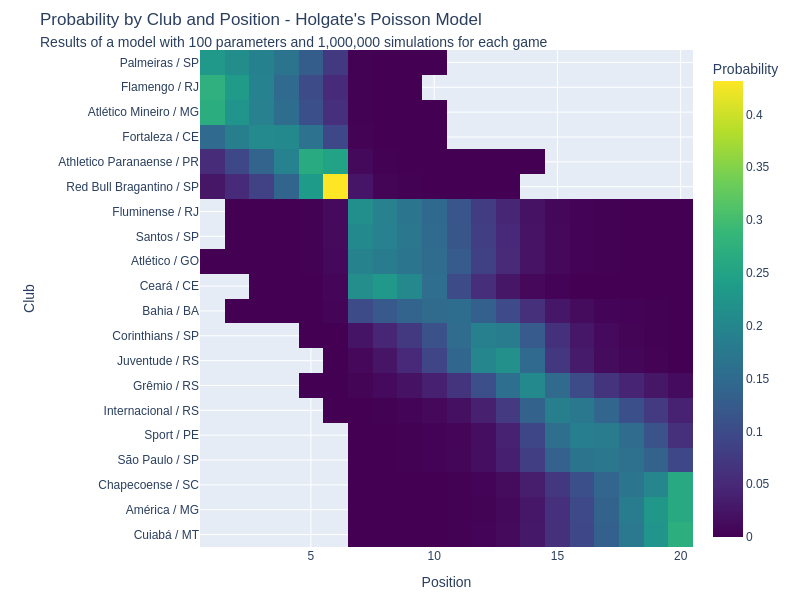 Probability by Club and Position - Holgate's Poisson Model
Results of a model with 100 parameters and 1,000,000 simulations for each game
Probability
Palmeiras / SP
Flamengo / RJ
Atlético Mineiro / MG
Fortaleza / CE
Athletico Paranaense / PR
Red Bull Bragantino / SP
Fluminense / RJ
Santos / SP
Atlético / GO
Ceará / CE
Bahia / BA
Corinthians / SP
Juventude / RS
Grêmio / RS
Internacional / RS
Sport / PE
São Paulo / SP
Chapecoense / SC
América / MG
Cuiabá / MT
Club
5
10
15
20
Position
0.4
0.35
0.3
0.25
0.2
0.15
0.1
0.05
0